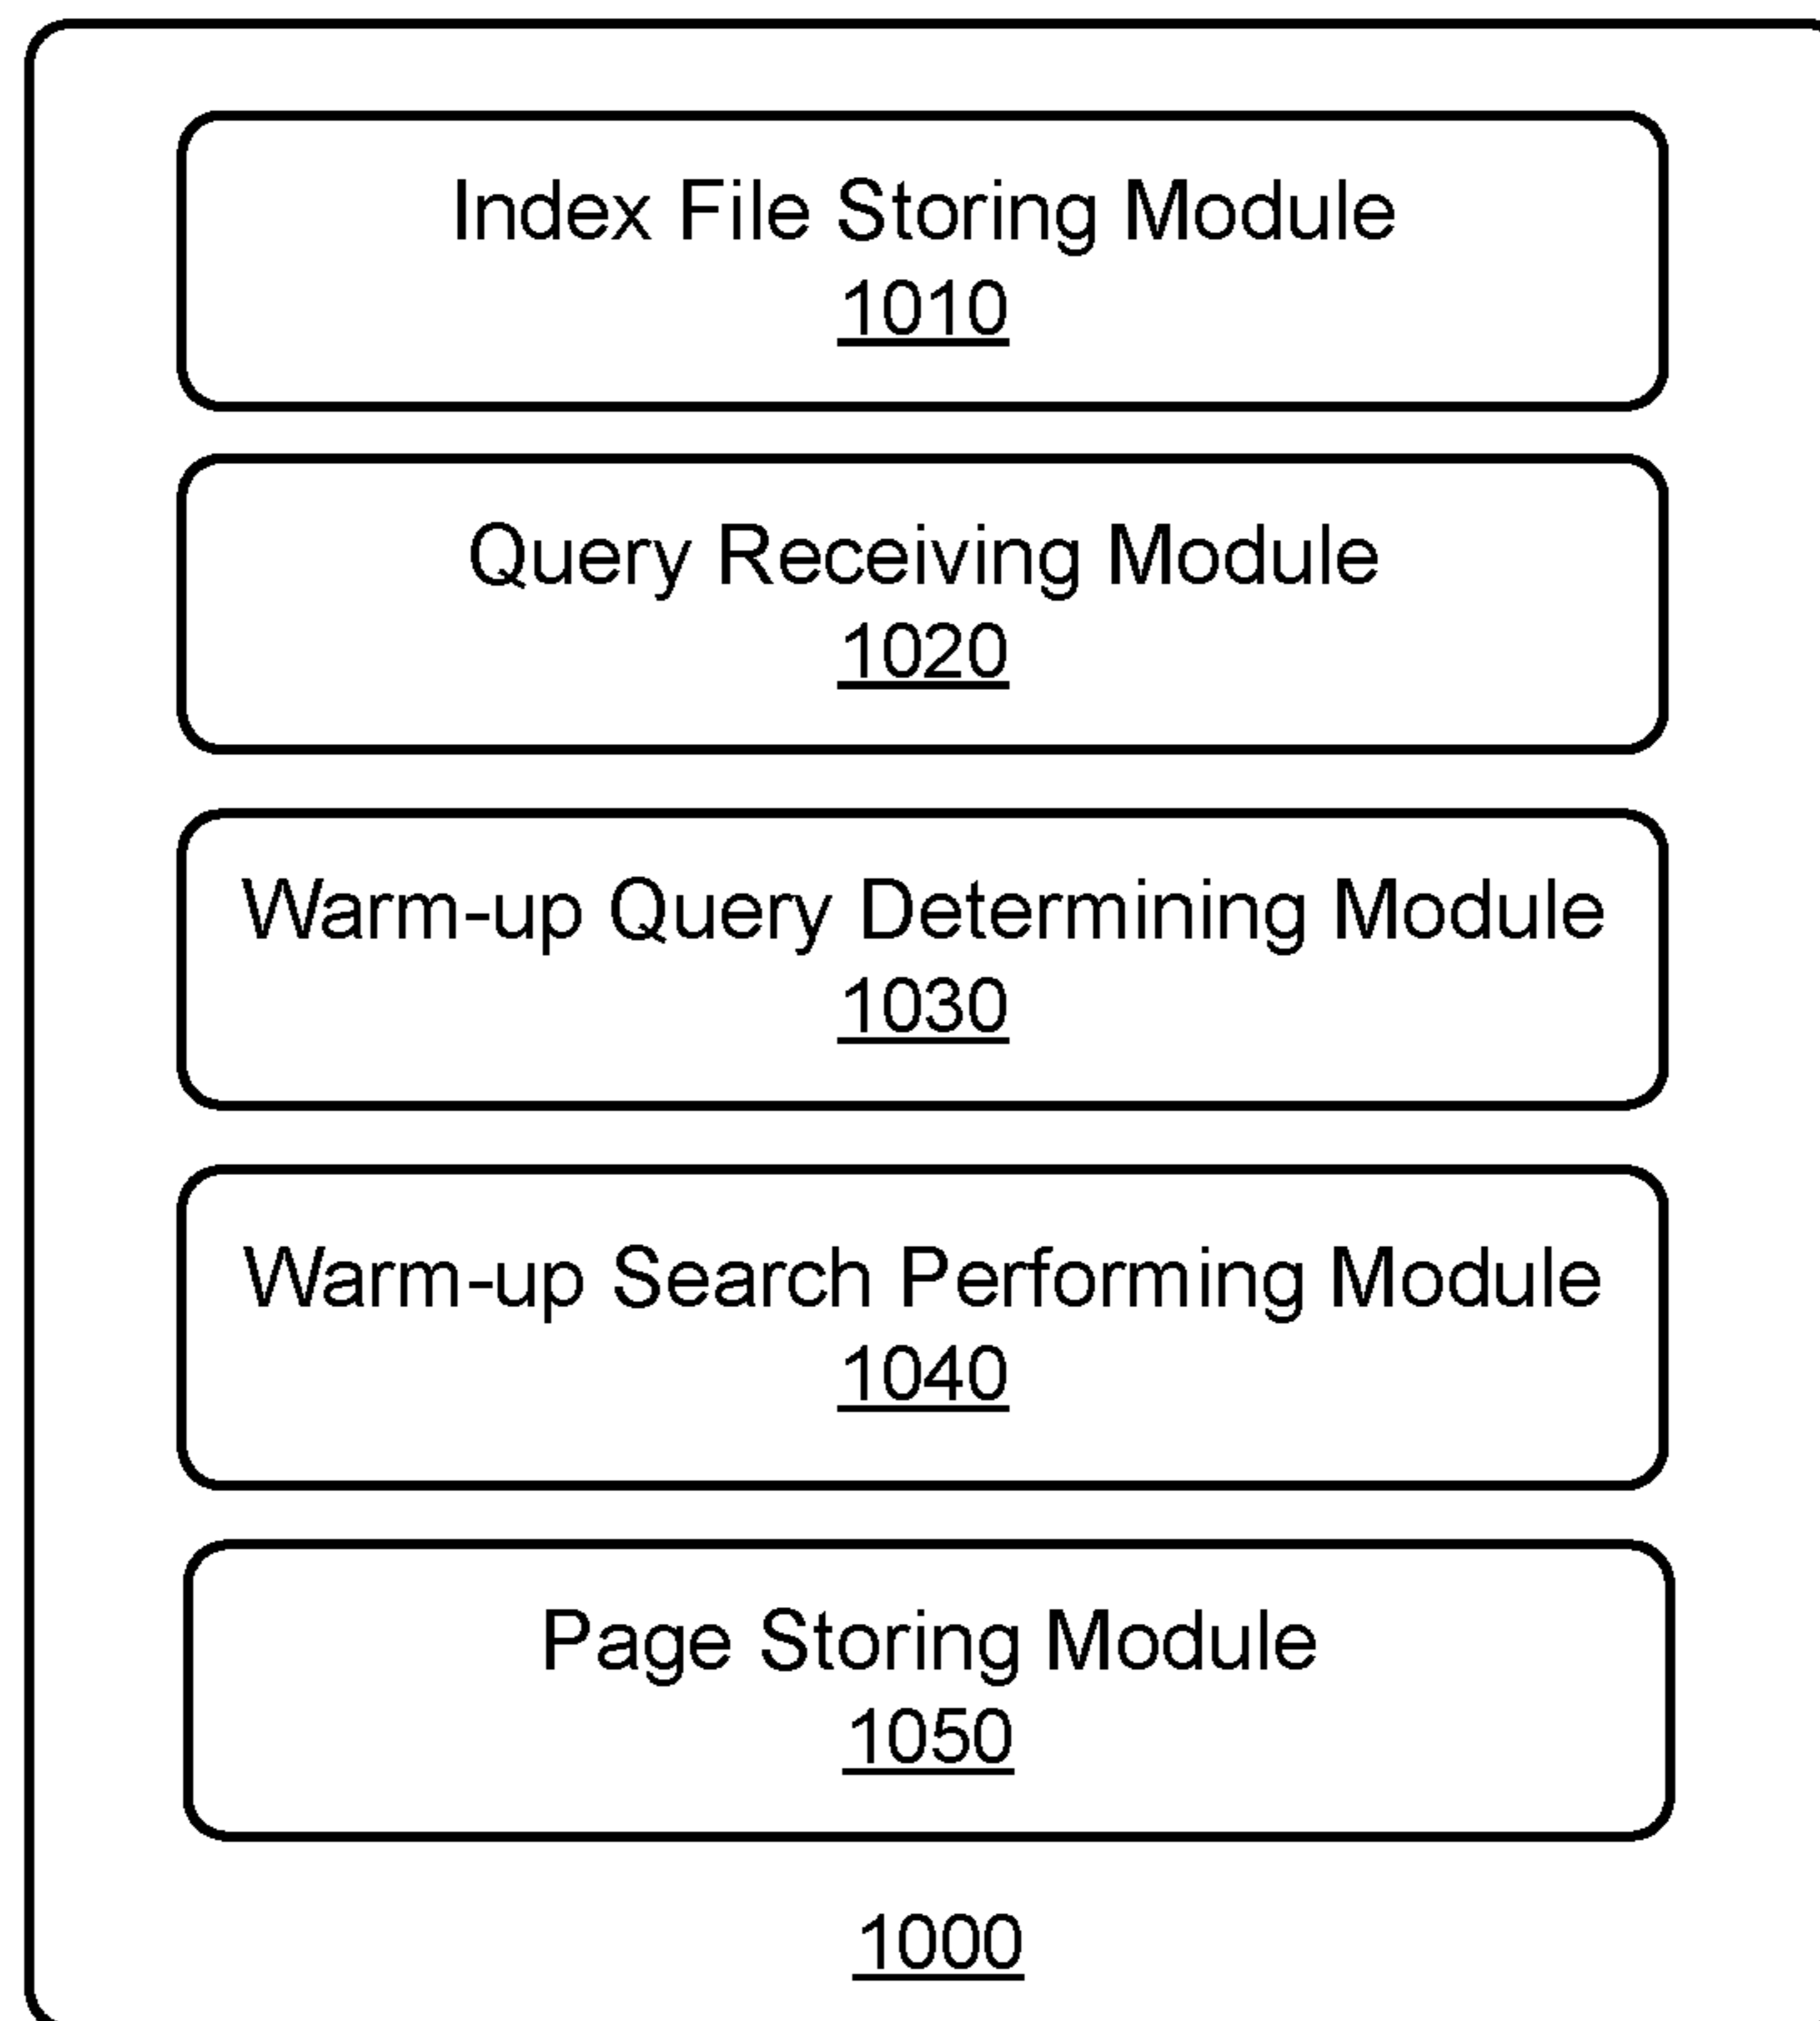 Index File Storing Module
1010
Query Receiving Module
1020
Warm-up Query Determining Module
1030
Warm-up Search Performing Module
1040
Page Storing Module
1050
1000